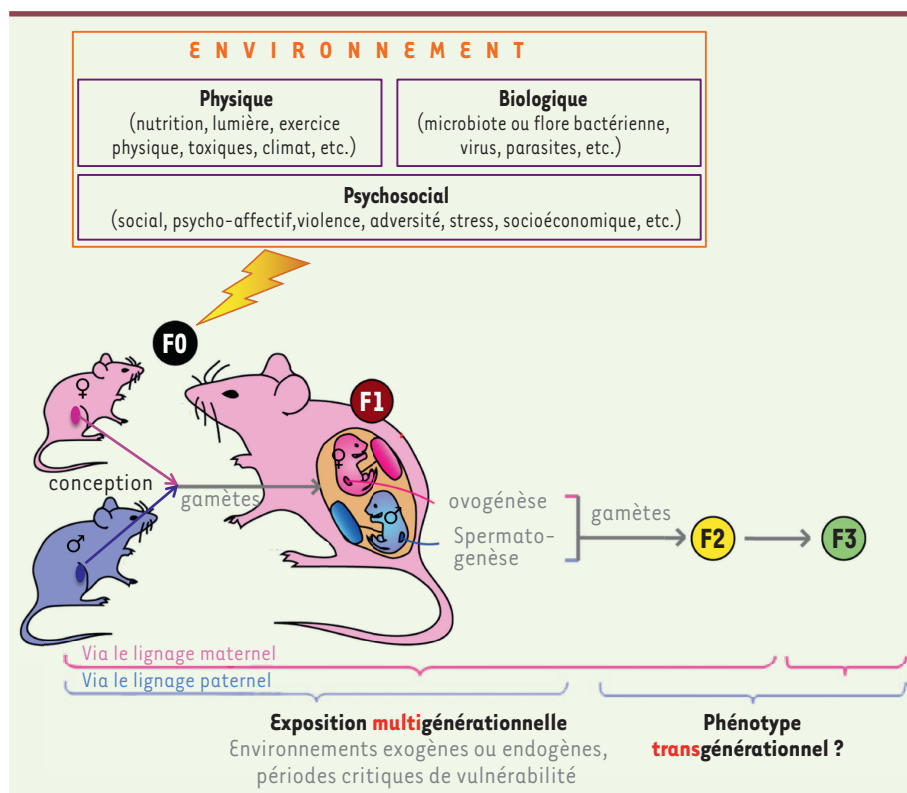 ENVIRONNEMENT
Physique
(nutrition, lumière, exercice
physique, toxiques, climat, etc.)
Biologique
(microbiote ou flore bactérienne,
virus, parasites, etc.)
Psychosocial
(social, psycho-affectif,violence, adversité, stress, socioéconomique, etc.)
F0
F1
♀
conception
gamètes
♂
♀
♂
ovogénèse
Spermato-
genèse
gamètes
F2
F3
Via le lignage maternel
Via le lignage paternel
Exposition multigénérationnelle
Environnements exogènes ou endogènes,
périodes critiques de vulnérabilité
Phénotype
transgénérationnel ?